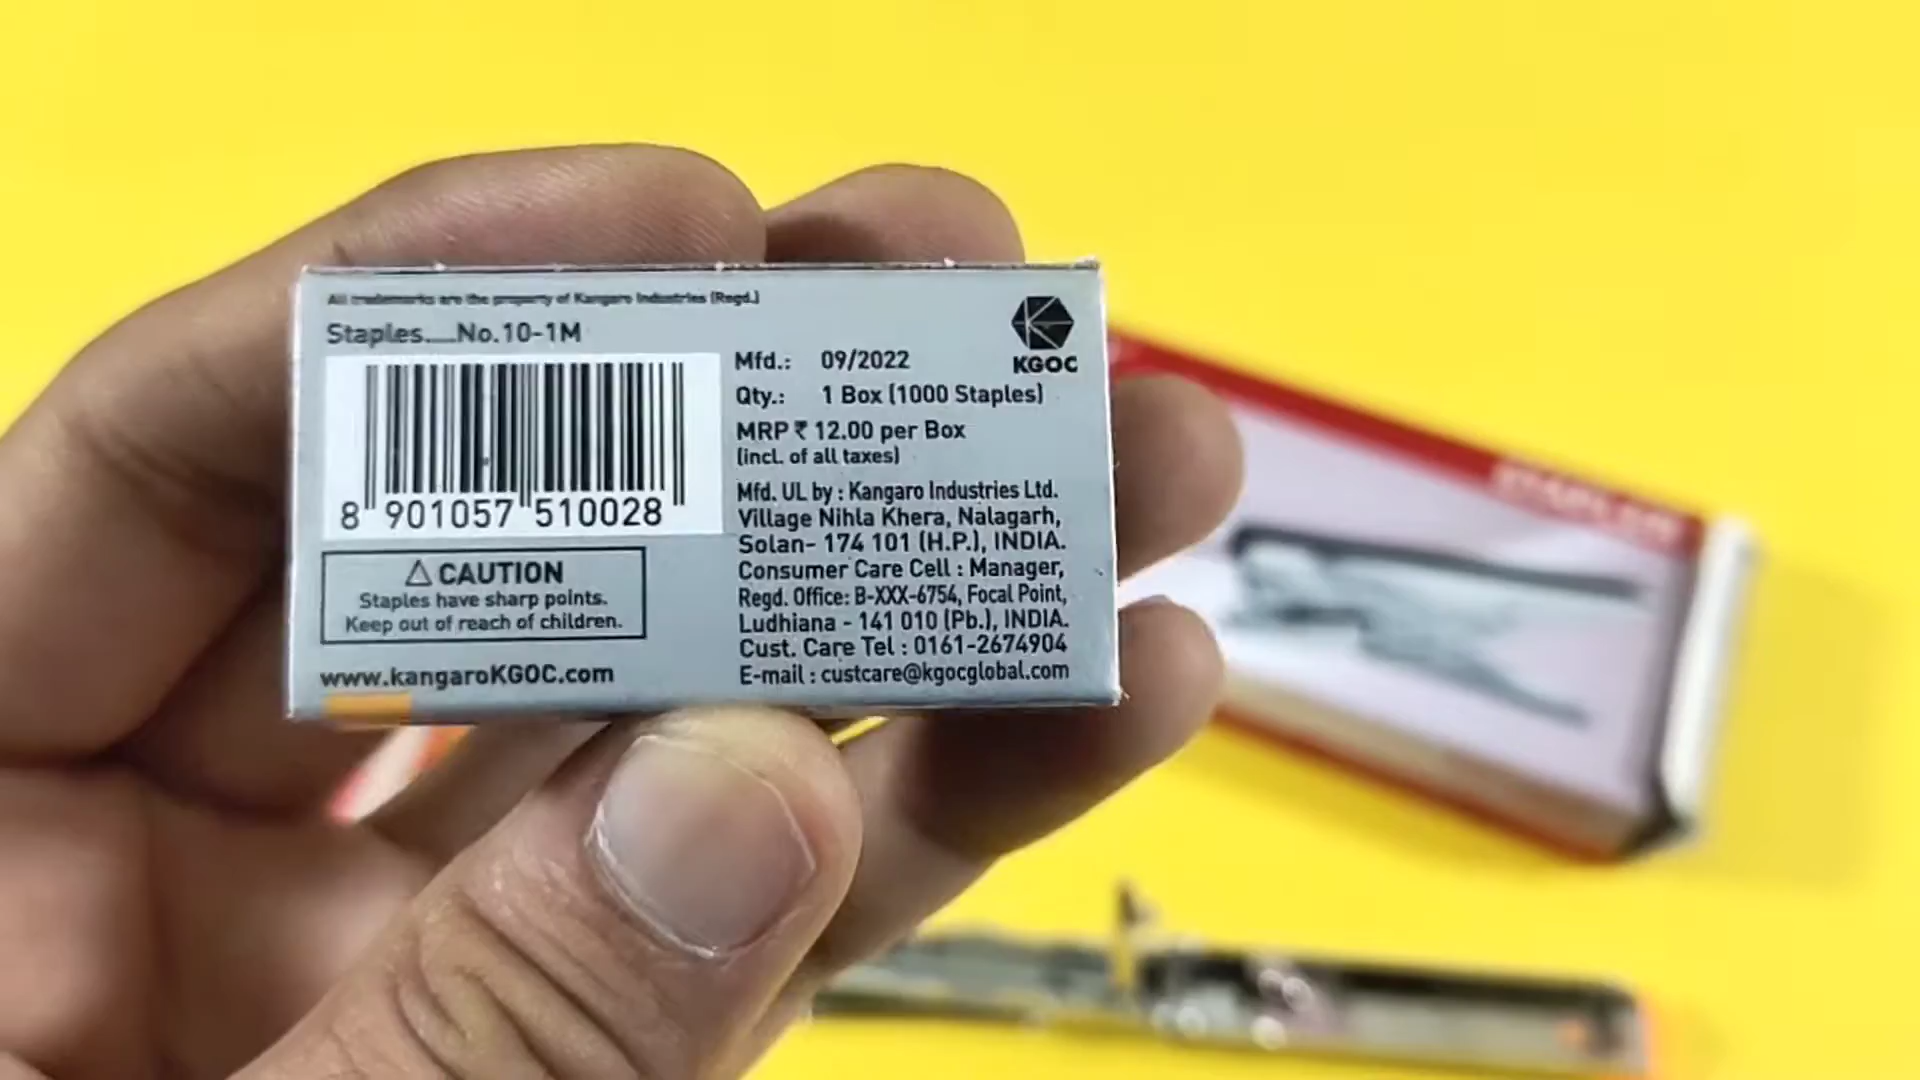 All trademarks are the property of Kangaro Industries (Regd.)
Staples.....No.10-1M
8 901057 510028
⚠ CAUTION
Staples have sharp points.
Keep out of reach of children.
www.kangaroKGOC.com
KGOC
Mfd.: 09/2022
Qty.: 1 Box (1000 Staples)
MRP ₹ 12.00 per Box
(incl. of all taxes)
Mfd. UL by : Kangaro Industries Ltd.
Village Nihla Khera, Nalagarh,
Solan- 174 101 (H.P.), INDIA.
Consumer Care Cell : Manager,
Regd. Office: B-XXX-6754, Focal Point,
Ludhiana - 141 010 (Pb.), INDIA.
Cust. Care Tel : 0161-2674904
E-mail : custcare@kgocglobal.com
STAPLER